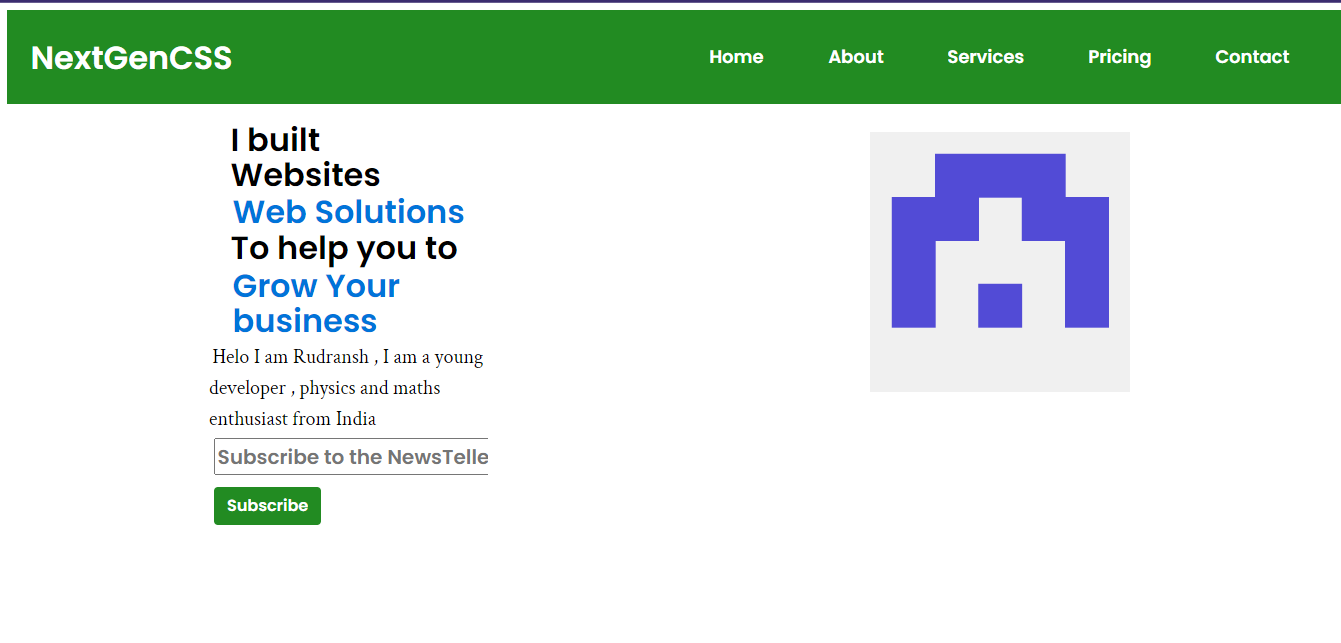 NextGenCSS Home About Services Pricing Contact
I built
Websites
Web Solutions
To help you to
Grow Your
business
Helo I am Rudransh , I am a young
developer , physics and maths
enthusiast from India
Subscribe to the NewsTelle
Subscribe